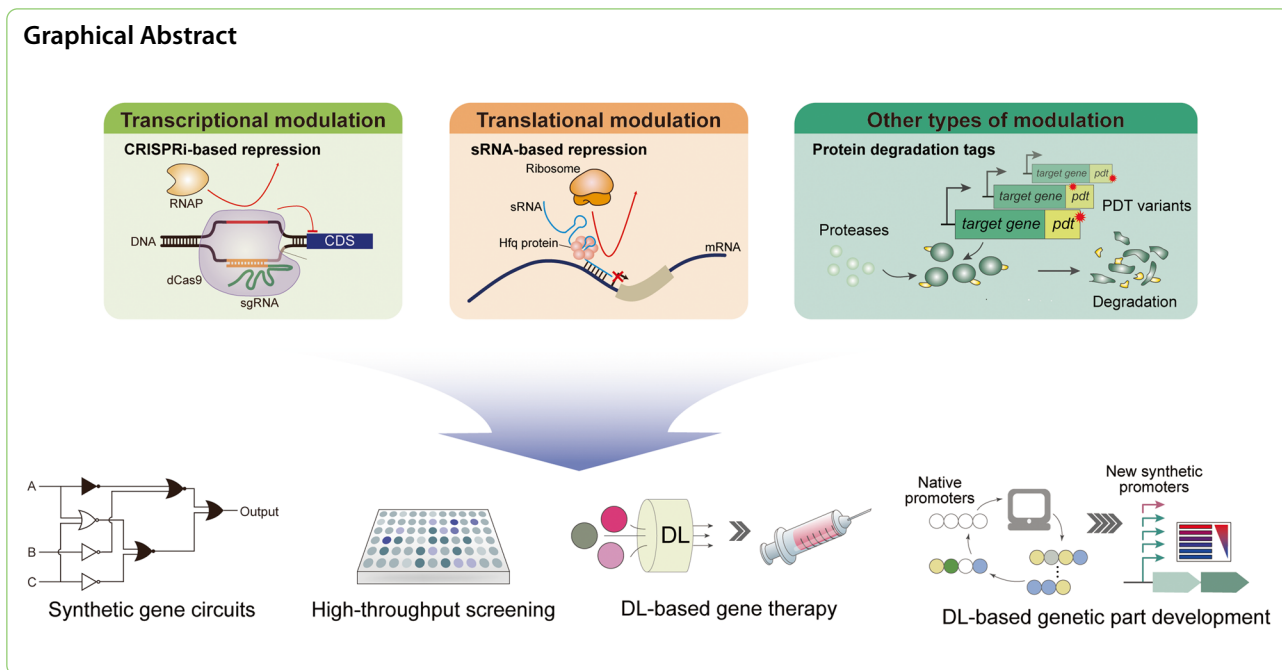 Graphical Abstract
Transcriptional modulation
CRISPRi-based repression
RNAP
DNA
CDS
dCas9
sgRNA
Translational modulation
sRNA-based repression
Ribosome
sRNA
Hfq protein
mRNA
Other types of modulation
Protein degradation tags
target gene pdt
target gene pdt
target gene pdt
PDT variants
Proteases
Degradation
A
B
C
Output
Synthetic gene circuits
High-throughput screening
DL
DL-based gene therapy
Native
promoters
New synthetic
promoters
DL-based genetic part development